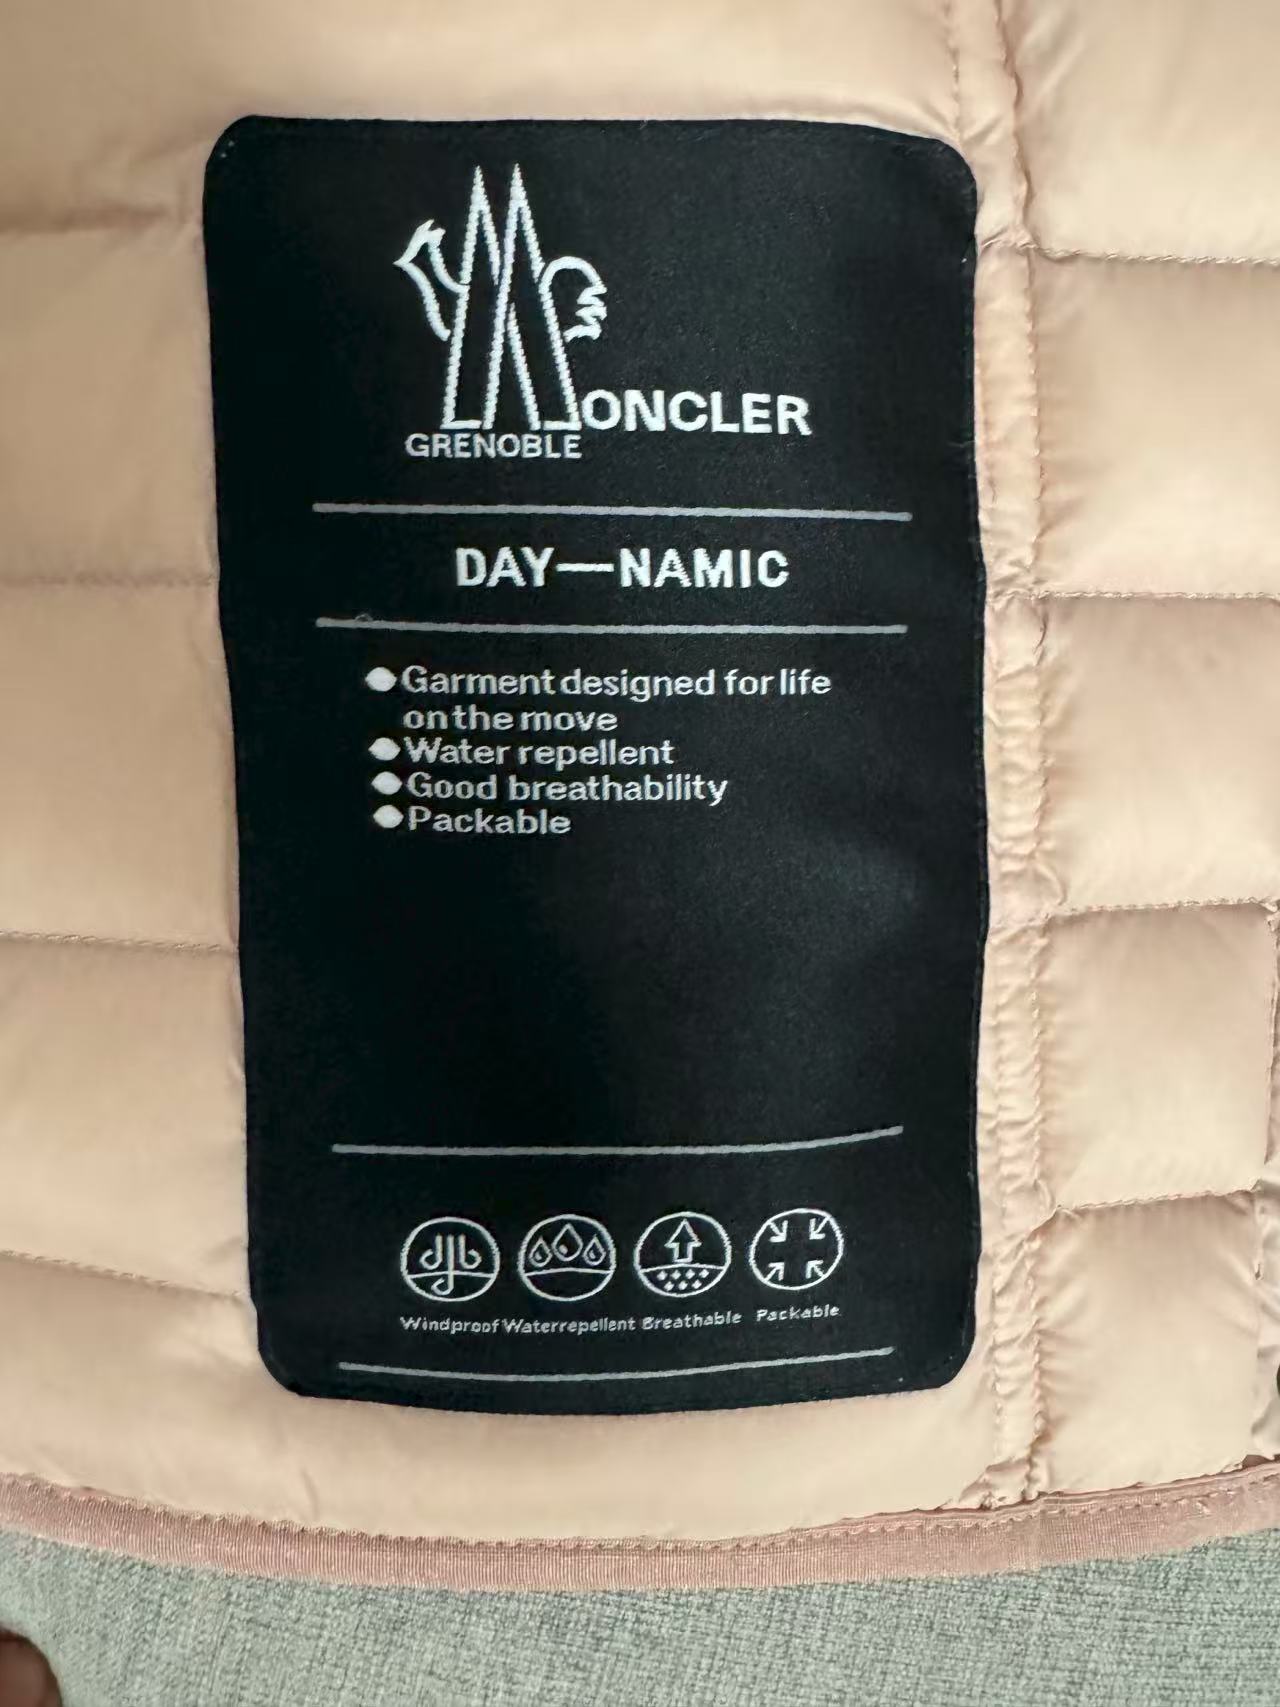 MONCLER
GRENOBLE
DAY—NAMIC
Garment designed for life
on the move
Water repellent
Good breathability
Packable
Windproof Waterrepellent Breathable Packable